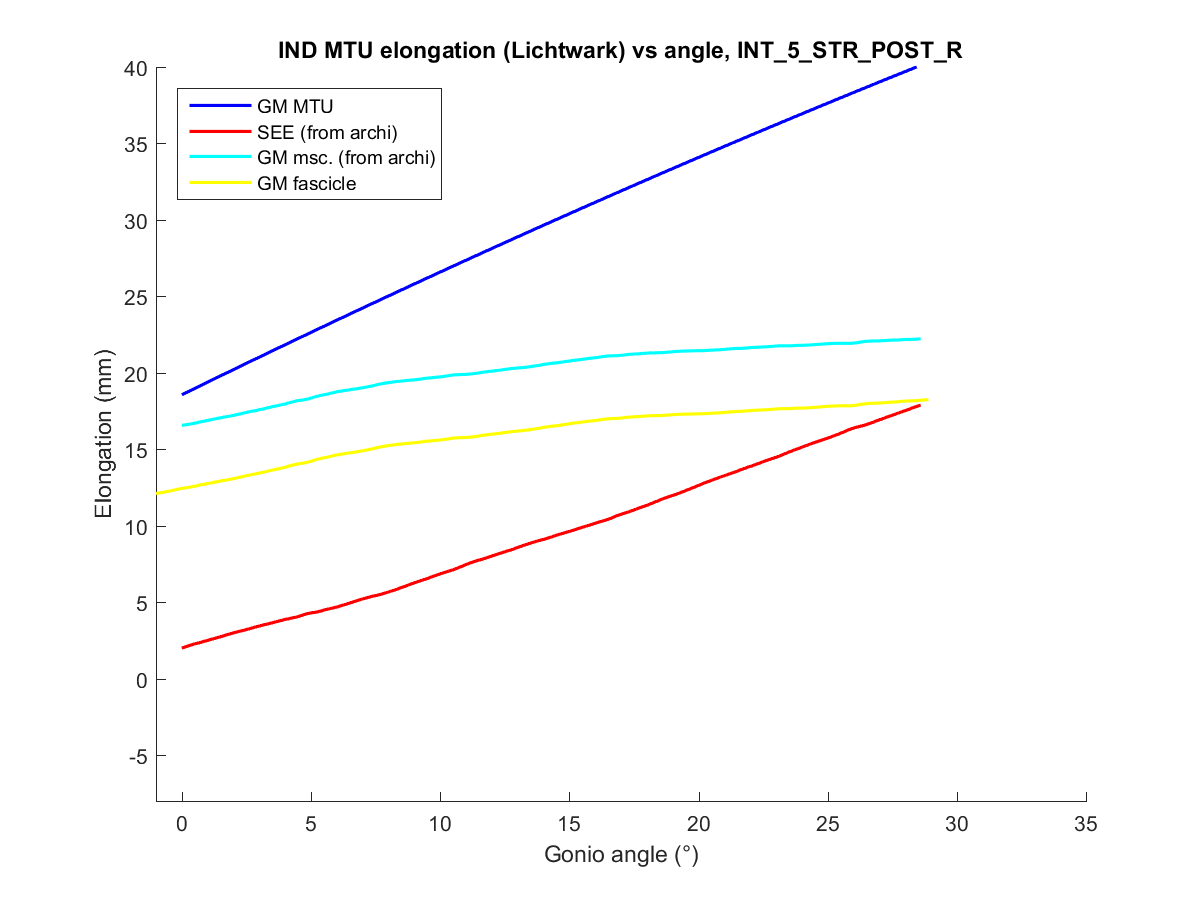 IND MTU elongation (Lichtwark) vs angle, INT_5_STR_POST_R
GM MTU
SEE (from archi)
GM msc. (from archi)
GM fascicle
40
35
30
25
20
15
10
5
0
-5
Elongation (mm)
0 5 10 15 20 25 30 35
Gonio angle (°)